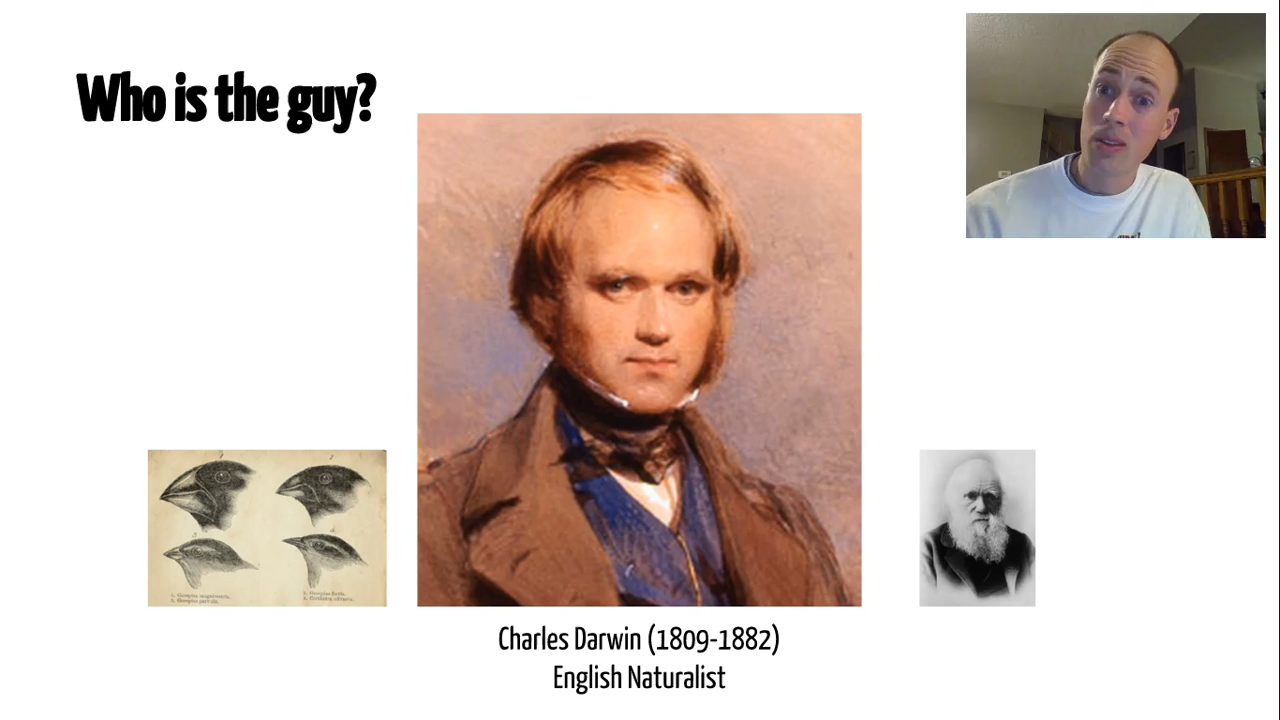 Who is the guy?
Charles Darwin (1809-1882)
English Naturalist